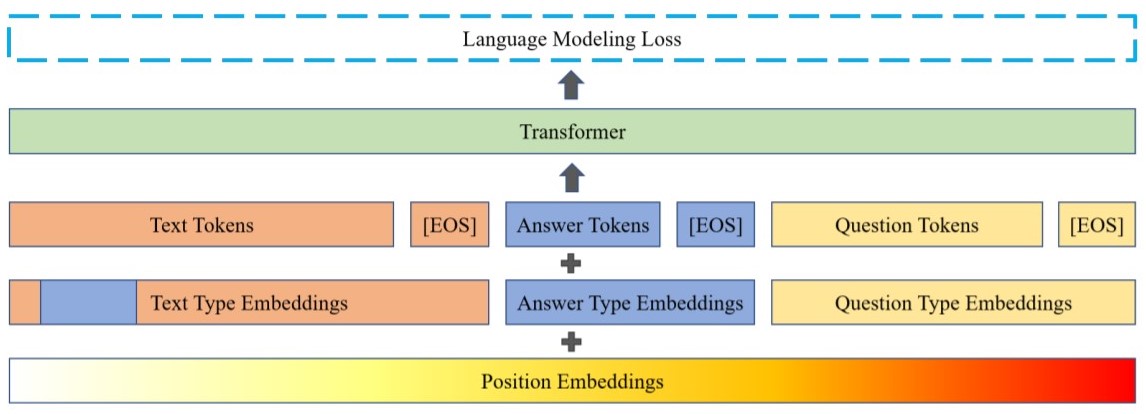 Language Modeling Loss
Transformer
Text Tokens [EOS] Answer Tokens [EOS] Question Tokens [EOS]
+
Text Type Embeddings Answer Type Embeddings Question Type Embeddings
+
Position Embeddings